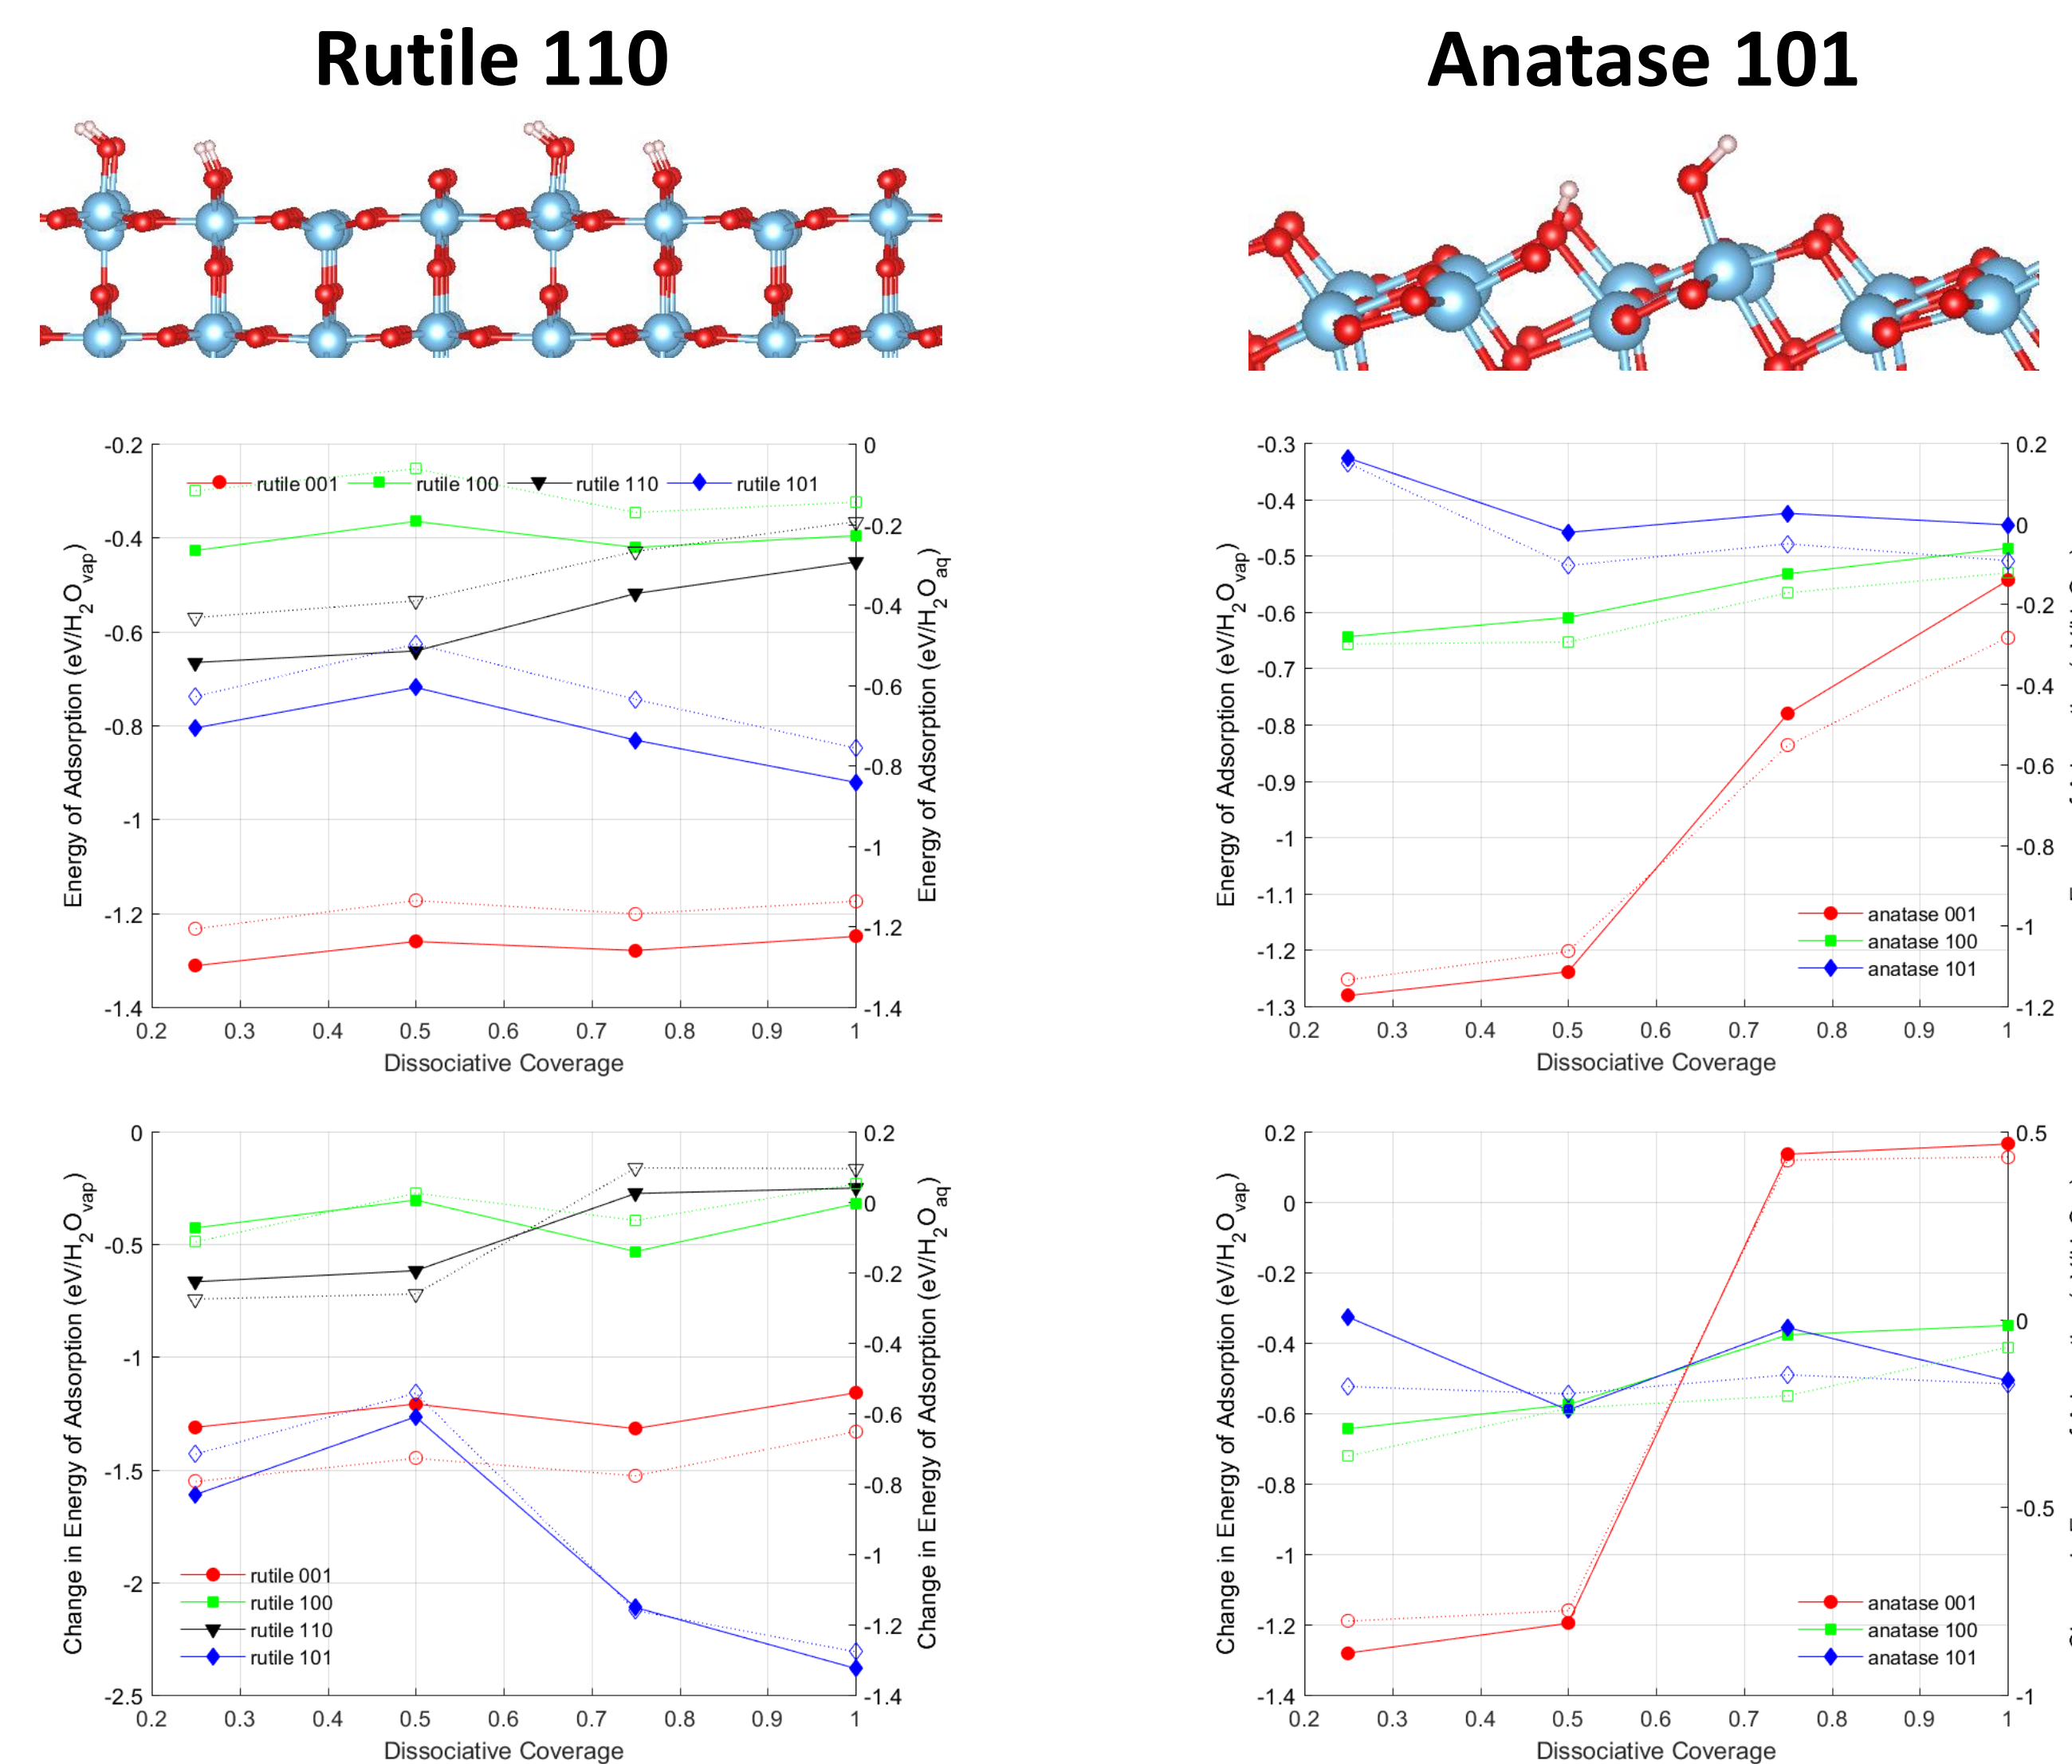 Rutile 110
Anatase 101
-0.2
-0.4
-0.6
-0.8
-1
-1.2
-1.4
0
-0.2
-0.4
-0.6
-0.8
-1
-1.2
-1.4
Energy of Adsorption (eV/H2Ovap)
Energy of Adsorption (eV/H2Oaq)
rutile 001 rutile 100 rutile 110 rutile 101
0.2 0.3 0.4 0.5 0.6 0.7 0.8 0.9 1
Dissociative Coverage
-0.3
-0.4
-0.5
-0.6
-0.7
-0.8
-0.9
-1
-1.1
-1.2
-1.3
0.2
0
-0.2
-0.4
-0.6
-0.8
-1
-1.2
Energy of Adsorption (eV/H2Ovap)
anatase 001
anatase 100
anatase 101
0.2 0.3 0.4 0.5 0.6 0.7 0.8 0.9 1
Dissociative Coverage
0
-0.5
-1
-1.5
-2
-2.5
0.2
0
-0.2
-0.4
-0.6
-0.8
-1
-1.2
-1.4
Change in Energy of Adsorption (eV/H2Ovap)
Change in Energy of Adsorption (eV/H2Oaq)
rutile 001
rutile 100
rutile 110
rutile 101
0.2 0.3 0.4 0.5 0.6 0.7 0.8 0.9 1
Dissociative Coverage
0.2
0
-0.2
-0.4
-0.6
-0.8
-1
-1.2
-1.4
0.5
0
-0.5
-1
Change in Energy of Adsorption (eV/H2Ovap)
anatase 001
anatase 100
anatase 101
0.2 0.3 0.4 0.5 0.6 0.7 0.8 0.9 1
Dissociative Coverage